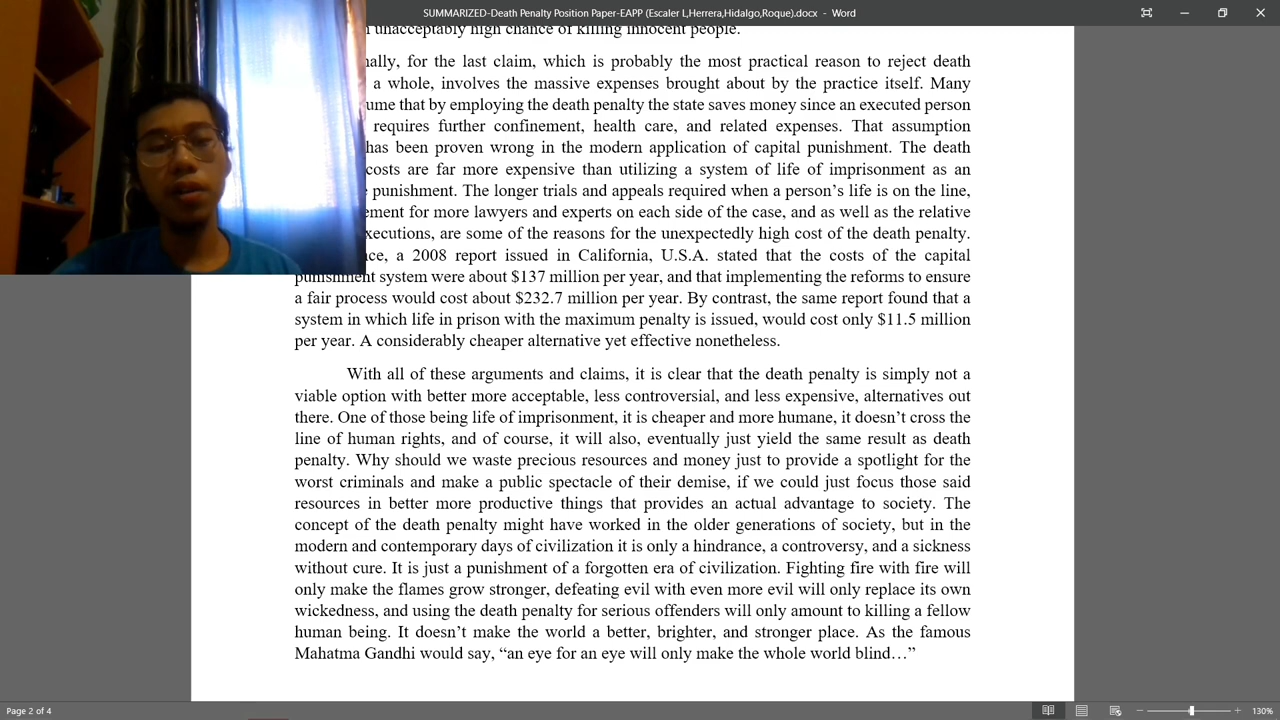 SUMMARIZED-Death Penalty Position Paper-EAPP (Escaler L,Herrera,Hidalgo,Roque).docx - Word
unacceptably high chance of killing innocent people.
for the last claim, which is probably the most practical reason to reject death
a whole, involves the massive expenses brought about by the practice itself. Many
that by employing the death penalty the state saves money since an executed person
requires further confinement, health care, and related expenses. That assumption
has been proven wrong in the modern application of capital punishment. The death
costs are far more expensive than utilizing a system of life of imprisonment as an
punishment. The longer trials and appeals required when a person’s life is on the line,
for more lawyers and experts on each side of the case, and as well as the relative
are some of the reasons for the unexpectedly high cost of the death penalty.
a 2008 report issued in California, U.S.A. stated that the costs of the capital
punishment system were about $137 million per year, and that implementing the reforms to ensure
a fair process would cost about $232.7 million per year. By contrast, the same report found that a
system in which life in prison with the maximum penalty is issued, would cost only $11.5 million
per year. A considerably cheaper alternative yet effective nonetheless.
With all of these arguments and claims, it is clear that the death penalty is simply not a
viable option with better more acceptable, less controversial, and less expensive, alternatives out
there. One of those being life of imprisonment, it is cheaper and more humane, it doesn’t cross the
line of human rights, and of course, it will also, eventually just yield the same result as death
penalty. Why should we waste precious resources and money just to provide a spotlight for the
worst criminals and make a public spectacle of their demise, if we could just focus those said
resources in better more productive things that provides an actual advantage to society. The
concept of the death penalty might have worked in the older generations of society, but in the
modern and contemporary days of civilization it is only a hindrance, a controversy, and a sickness
without cure. It is just a punishment of a forgotten era of civilization. Fighting fire with fire will
only make the flames grow stronger, defeating evil with even more evil will only replace its own
wickedness, and using the death penalty for serious offenders will only amount to killing a fellow
human being. It doesn’t make the world a better, brighter, and stronger place. As the famous
Mahatma Gandhi would say, “an eye for an eye will only make the whole world blind…”
Page 2 of 4
130%